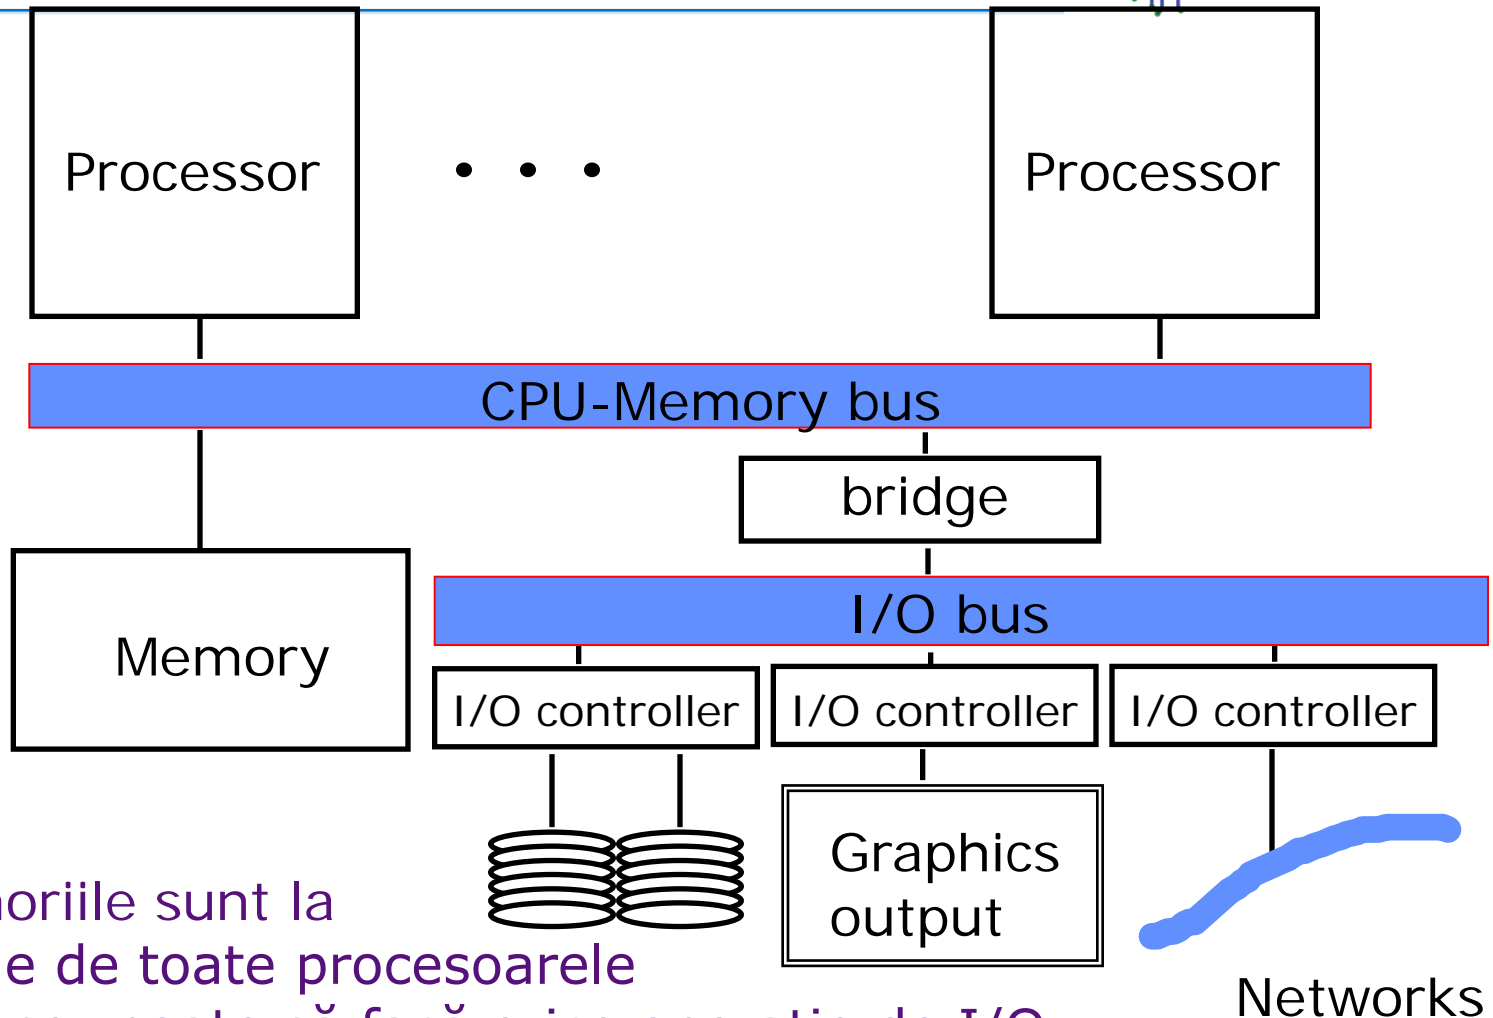 Processor
. . .
Processor
CPU-Memory bus
bridge
I/O bus
Memory
I/O controller
I/O controller
I/O controller
Graphics
output
sunt la
de toate procesoarele
Networks